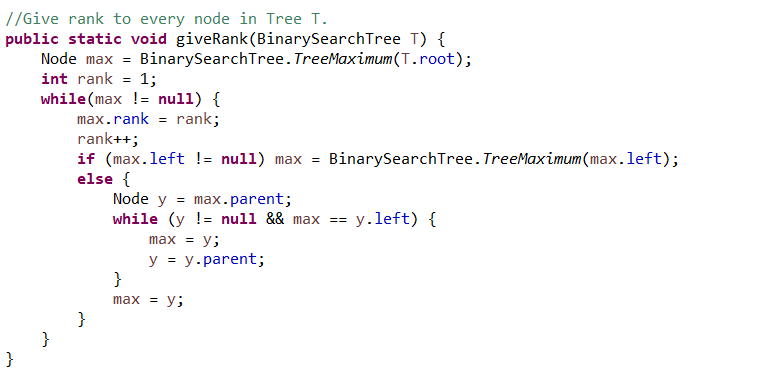 //Give rank to every node in Tree T.
public static void giveRank(BinarySearchTree T) {
    Node max = BinarySearchTree.TreeMaximum(T.root);
    int rank = 1;
    while(max != null) {
        max.rank = rank;
        rank++;
        if (max.left != null) max = BinarySearchTree.TreeMaximum(max.left);
        else {
            Node y = max.parent;
            while (y != null && max == y.left) {
                max = y;
                y = y.parent;
            }
            max = y;
        }
    }
}